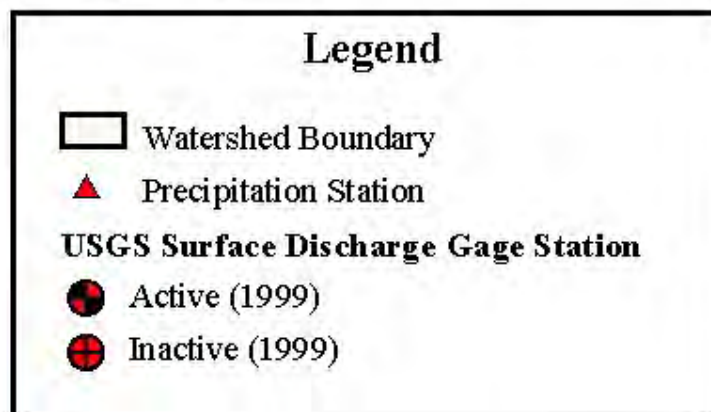 Legend
Watershed Boundary
Precipitation Station
USGS Surface Discharge Gage Station
Active (1999)
Inactive (1999)